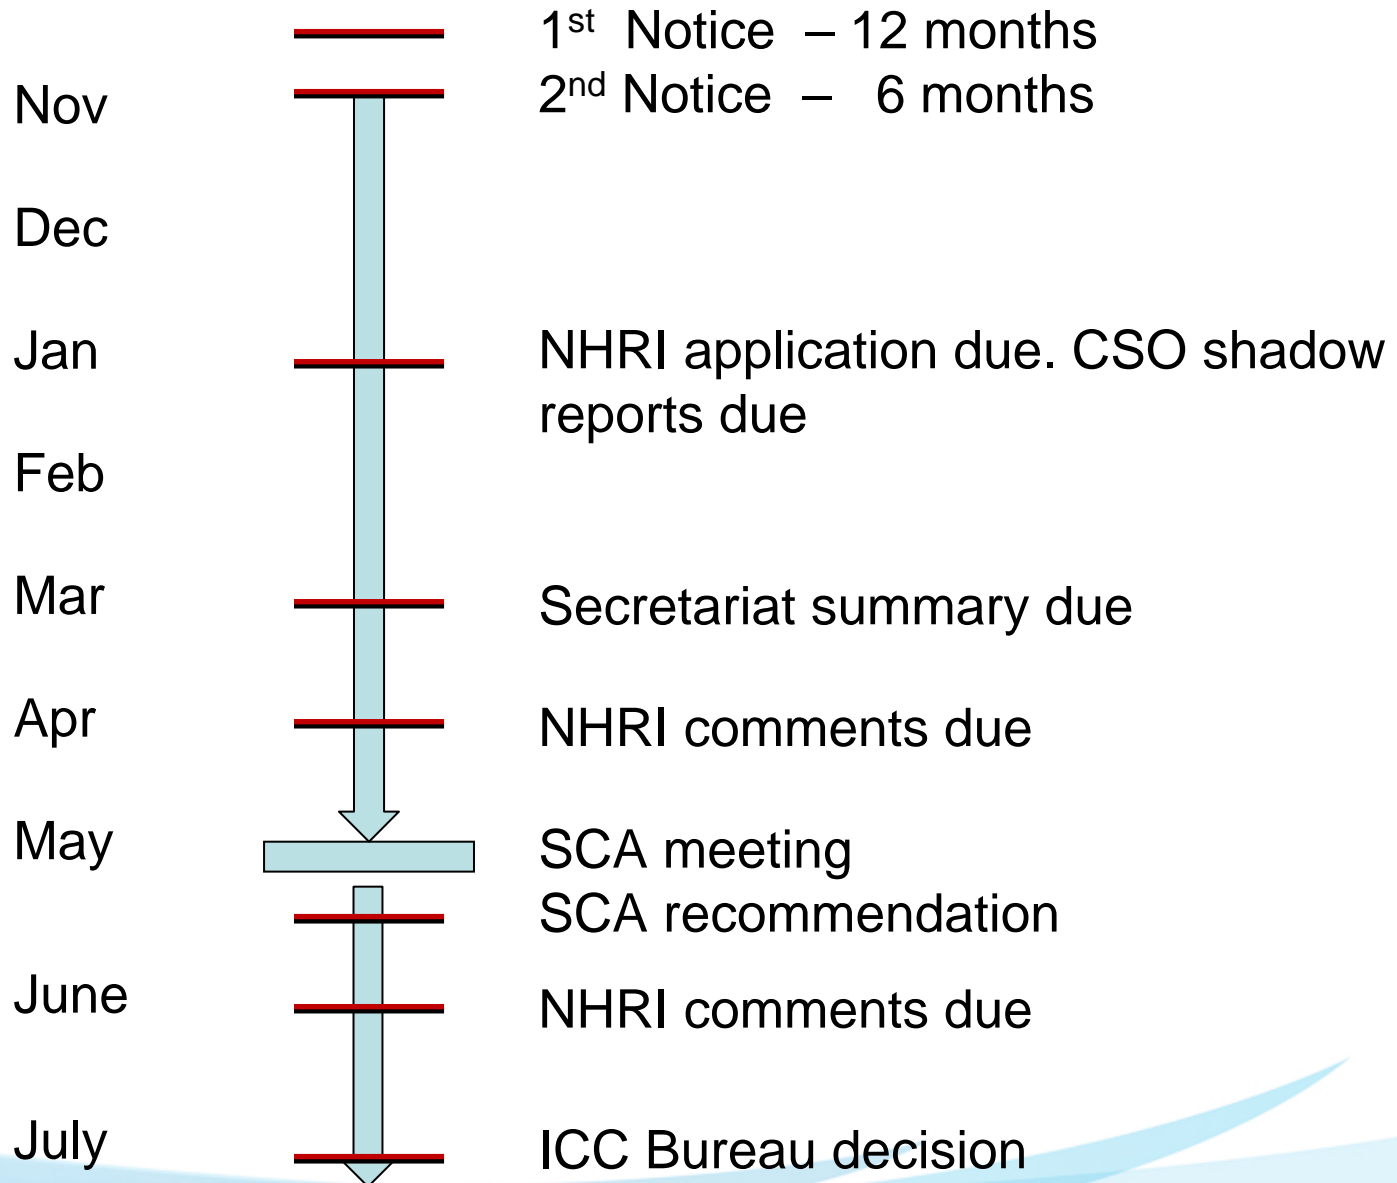 1st Notice – 12 months
Nov
2nd Notice – 6 months
Dec
Jan
NHRI application due. CSO shadow
reports due
Feb
Mar
Secretariat summary due
Apr
NHRI comments due
May
SCA meeting
SCA recommendation
June
NHRI comments due
July
ICC Bureau decision